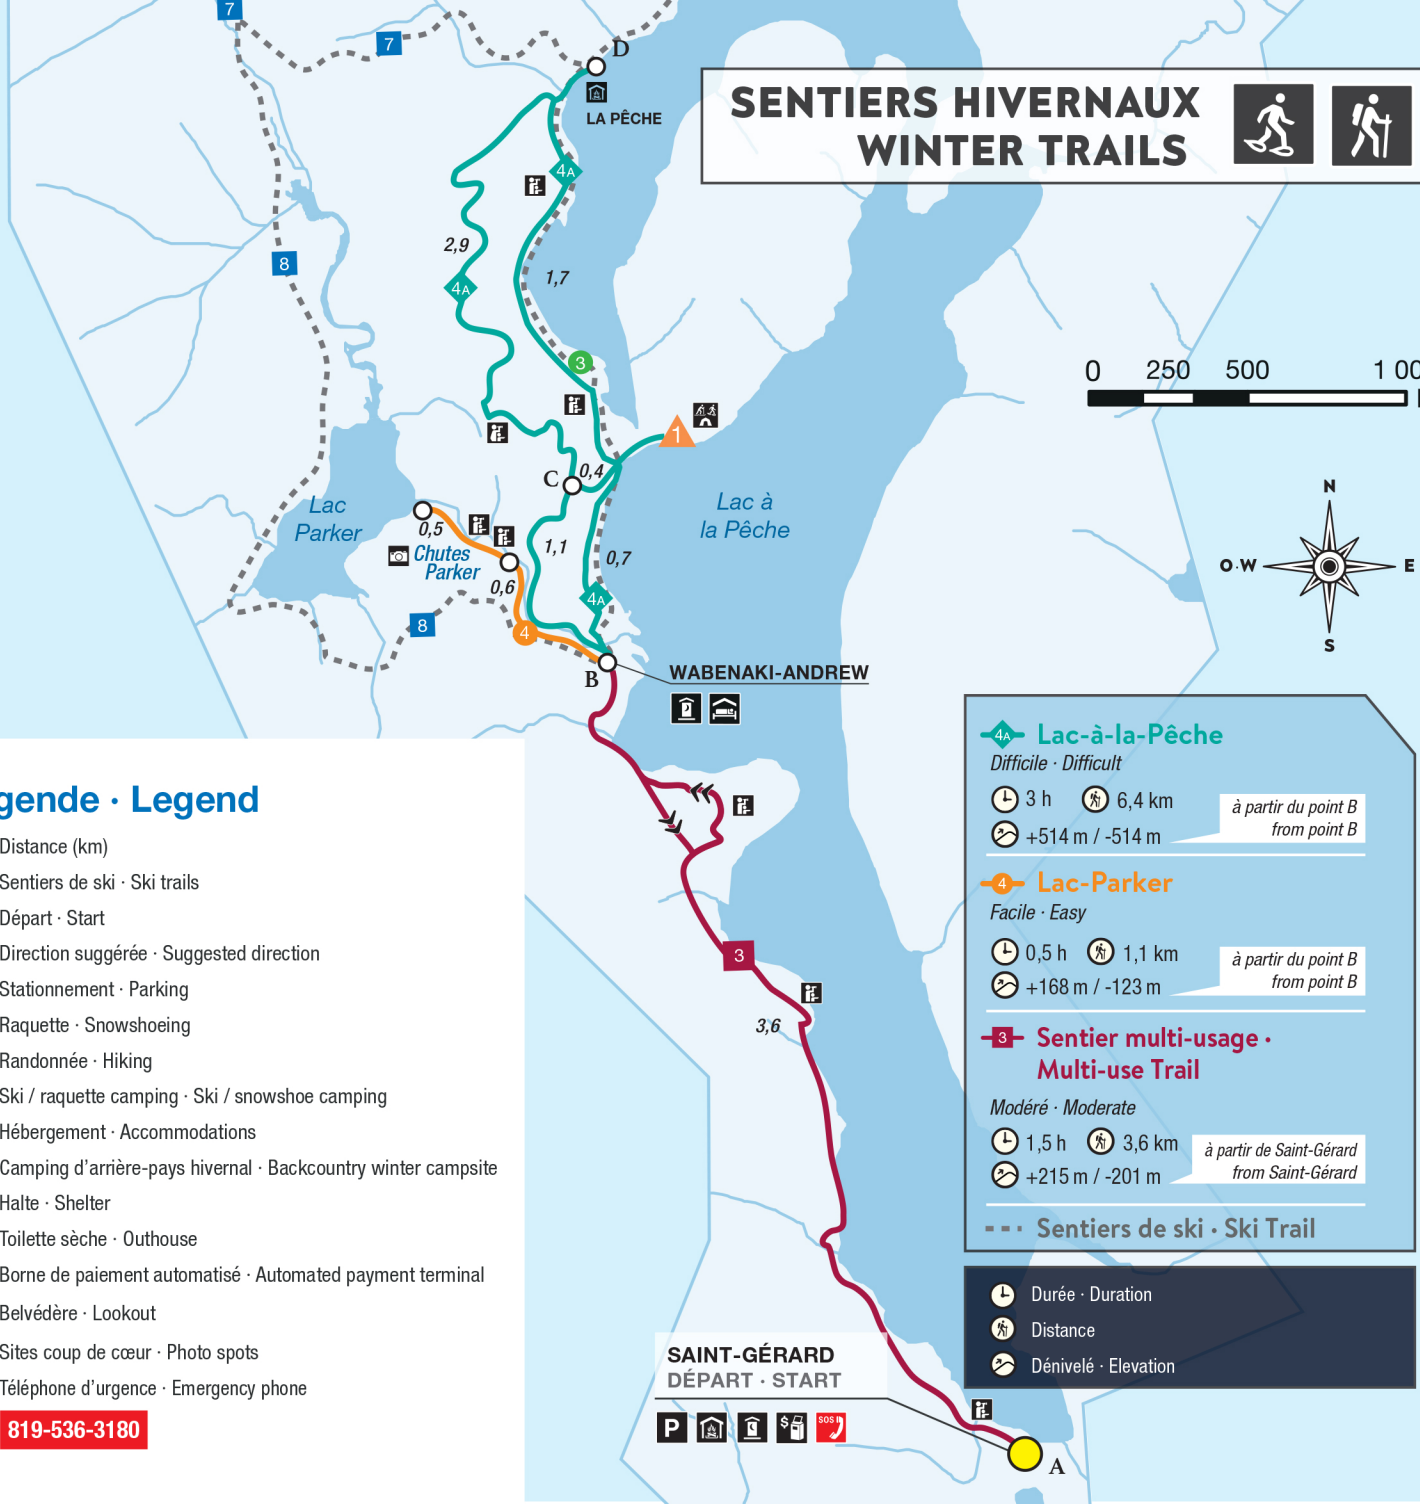 7
7
D
LA PÊCHE
SENTIERS HIVERNAUX
WINTER TRAILS
4A
2,9
8
1,7
4A
3
0 250 500 1 00
1
C
0,4
Lac
Parker
Lac à
la Pêche
N
O·W
E
S
0,5
Chutes
Parker
1,1
0,7
0,6
4A
8
4
B
WABENAKI-ANDREW
gende · Legend
Distance (km)
Sentiers de ski · Ski trails
Départ · Start
Direction suggérée · Suggested direction
Stationnement · Parking
Raquette · Snowshoeing
Randonnée · Hiking
Ski / raquette camping · Ski / snowshoe camping
Hébergement · Accommodations
Camping d'arrière-pays hivernal · Backcountry winter campsite
Halte · Shelter
Toilette sèche · Outhouse
Borne de paiement automatisé · Automated payment terminal
Belvédère · Lookout
Sites coup de cœur · Photo spots
Téléphone d'urgence · Emergency phone
819-536-3180
3
3,6
SAINT-GÉRARD
DÉPART · START
P
$
SOS
A
4A Lac-à-la-Pêche
Difficile · Difficult
3 h 6,4 km
+514 m / -514 m
à partir du point B
from point B
4 Lac-Parker
Facile · Easy
0,5 h 1,1 km
+168 m / -123 m
à partir du point B
from point B
3 Sentier multi-usage ·
Multi-use Trail
Modéré · Moderate
1,5 h 3,6 km
+215 m / -201 m
à partir de Saint-Gérard
from Saint-Gérard
Sentiers de ski · Ski Trail
Durée · Duration
Distance
Dénivelé · Elevation